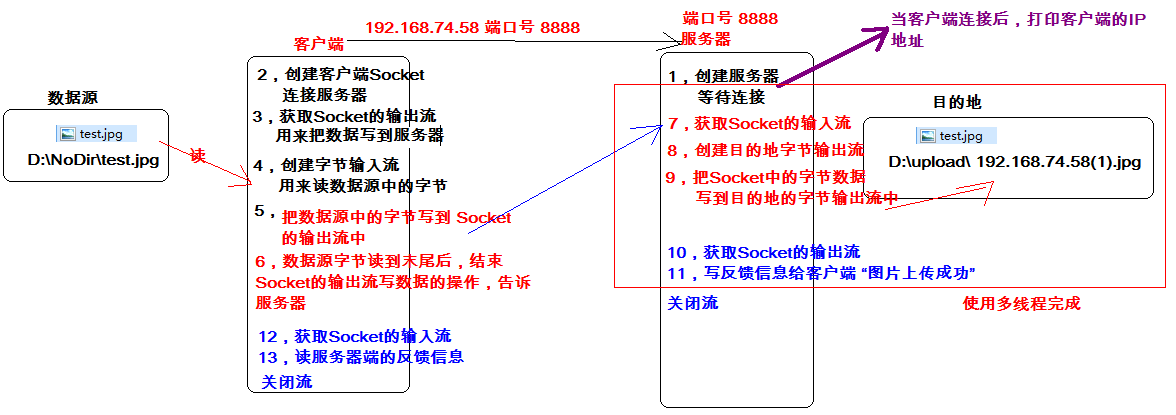 192.168.74.58 端口号 8888
客户端
端口号 8888
服务器
当客户端连接后，打印客户端的IP
地址
数据源
test.jpg
D:\NoDir\test.jpg
读
2，创建客户端Socket
连接服务器
3，获取Socket的输出流
用来把数据写到服务器
4，创建字节输入流
用来读数据源中的字节
5，把数据源中的字节写到 Socket
的输出流中
6，数据源字节读到末尾后，结束
Socket的输出流写数据的操作，告诉
服务器
12，获取Socket的输入流
13，读服务器端的反馈信息
关闭流
1，创建服务器
等待连接
7，获取Socket的输入流
8，创建目的地字节输出流
9，把Socket中的字节数据
写到目的地的字节输出流中
10，获取Socket的输出流
11，写反馈信息给客户端 “图片上传成功”
关闭流
目的地
test.jpg
D:\upload\ 192.168.74.58(1).jpg
使用多线程完成